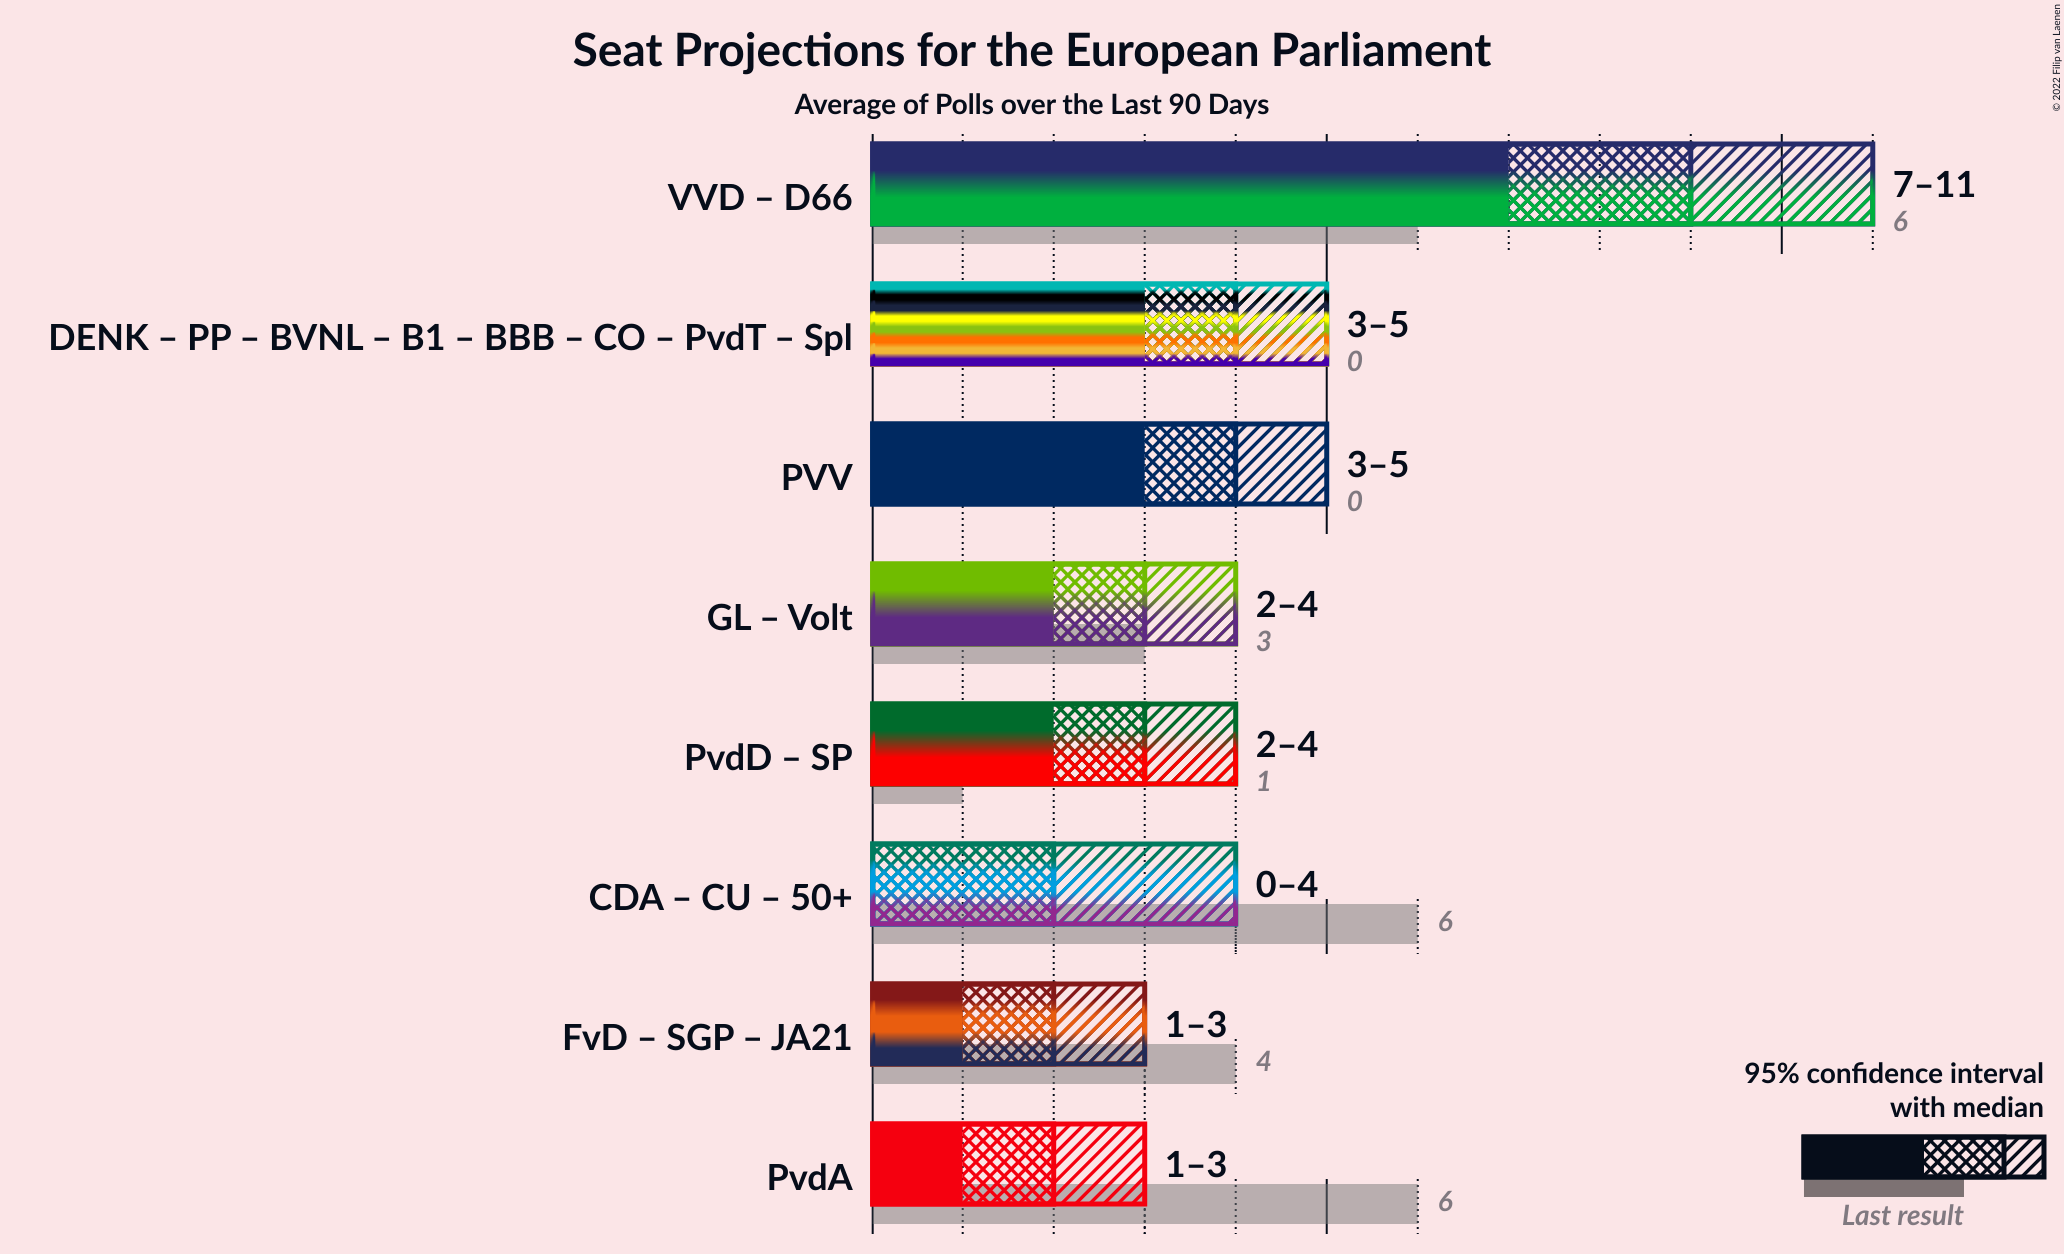 Seat Projections for the European Parliament
Average of Polls over the Last 90 Days
© 2022 Filip van Laenen
VVD – D66
7–11
6
DENK – PP – BVNL – B1 – BBB – CO – PvdT – Spl
3–5
0
PVV
3–5
0
GL – Volt
2–4
3
PvdD – SP
2–4
1
CDA – CU – 50+
0–4
6
FvD – SGP – JA21
1–3
4
PvdA
1–3
6
95% confidence interval
with median
Last result